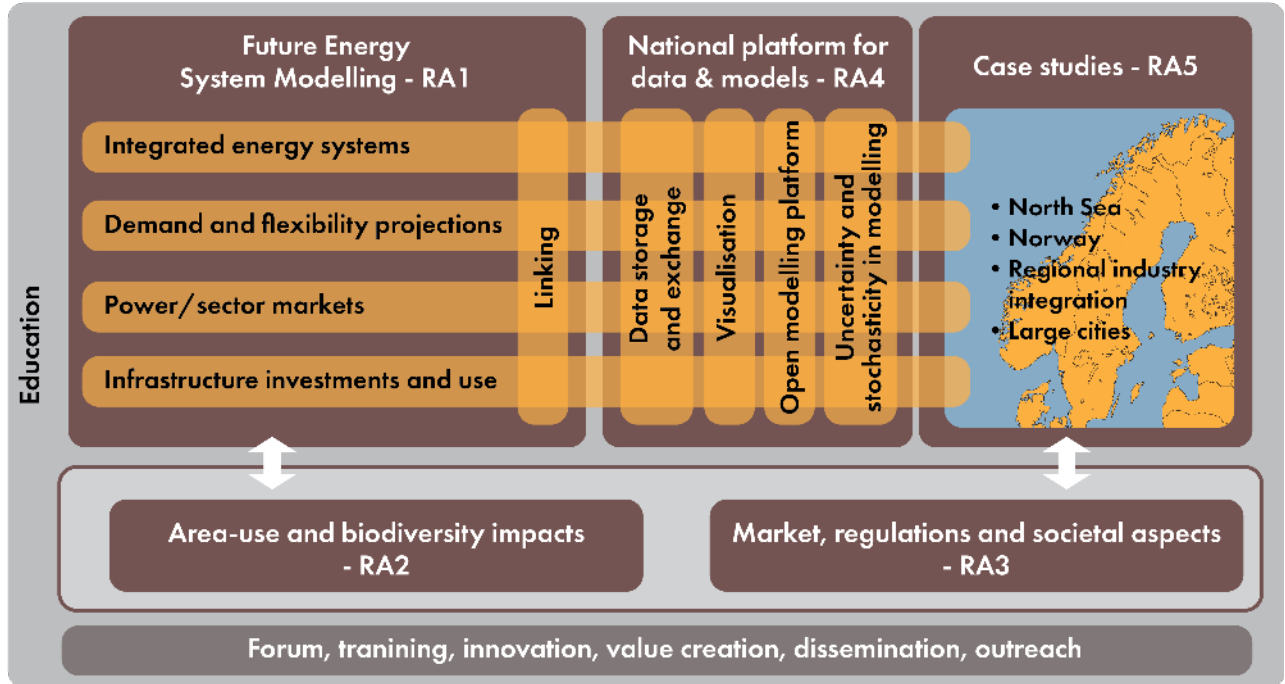 Future Energy
System Modelling - RA1
National platform for
data & models - RA4
Case studies - RA5
Integrated energy systems
Demand and flexibility projections
Power/sector markets
Infrastructure investments and use
Linking
Data storage
and exchange
Visualisation
Open modelling platform
Uncertainty and
stochasticity in modelling
• North Sea
• Norway
• Regional industry
integration
• Large cities
Education
Area-use and biodiversity impacts
- RA2
Market, regulations and societal aspects
- RA3
Forum, tranining, innovation, value creation, dissemination, outreach